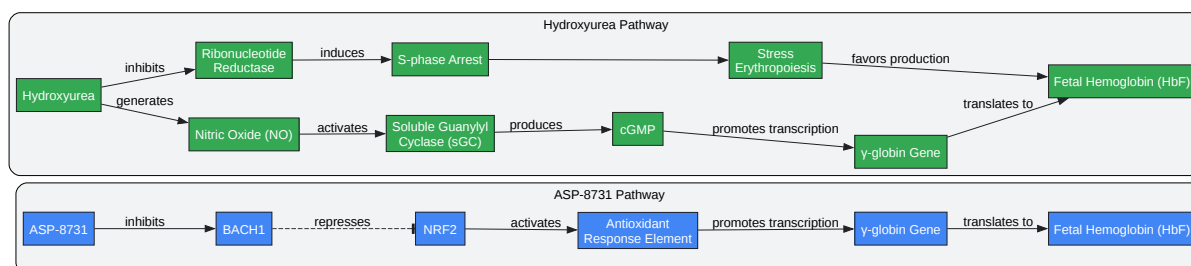 Hydroxyurea Pathway
Hydroxyurea
inhibits
generates
Ribonucleotide
Reductase
induces
S-phase Arrest
Stress
Erythropoiesis
favors production
Fetal Hemoglobin (HbF)
Nitric Oxide (NO)
activates
Soluble Guanylyl
Cyclase (sGC)
produces
cGMP
promotes transcription
γ-globin Gene
translates to
ASP-8731 Pathway
ASP-8731
inhibits
BACH1
represses
NRF2
activates
Antioxidant
Response Element
promotes transcription
γ-globin Gene
translates to
Fetal Hemoglobin (HbF)